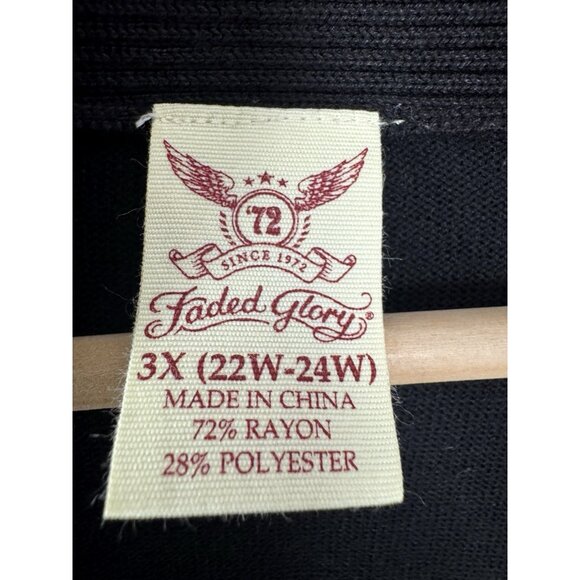 '72
SINCE 1972
Faded Glory®
3X (22W-24W)
MADE IN CHINA
72% RAYON
28% POLYESTER